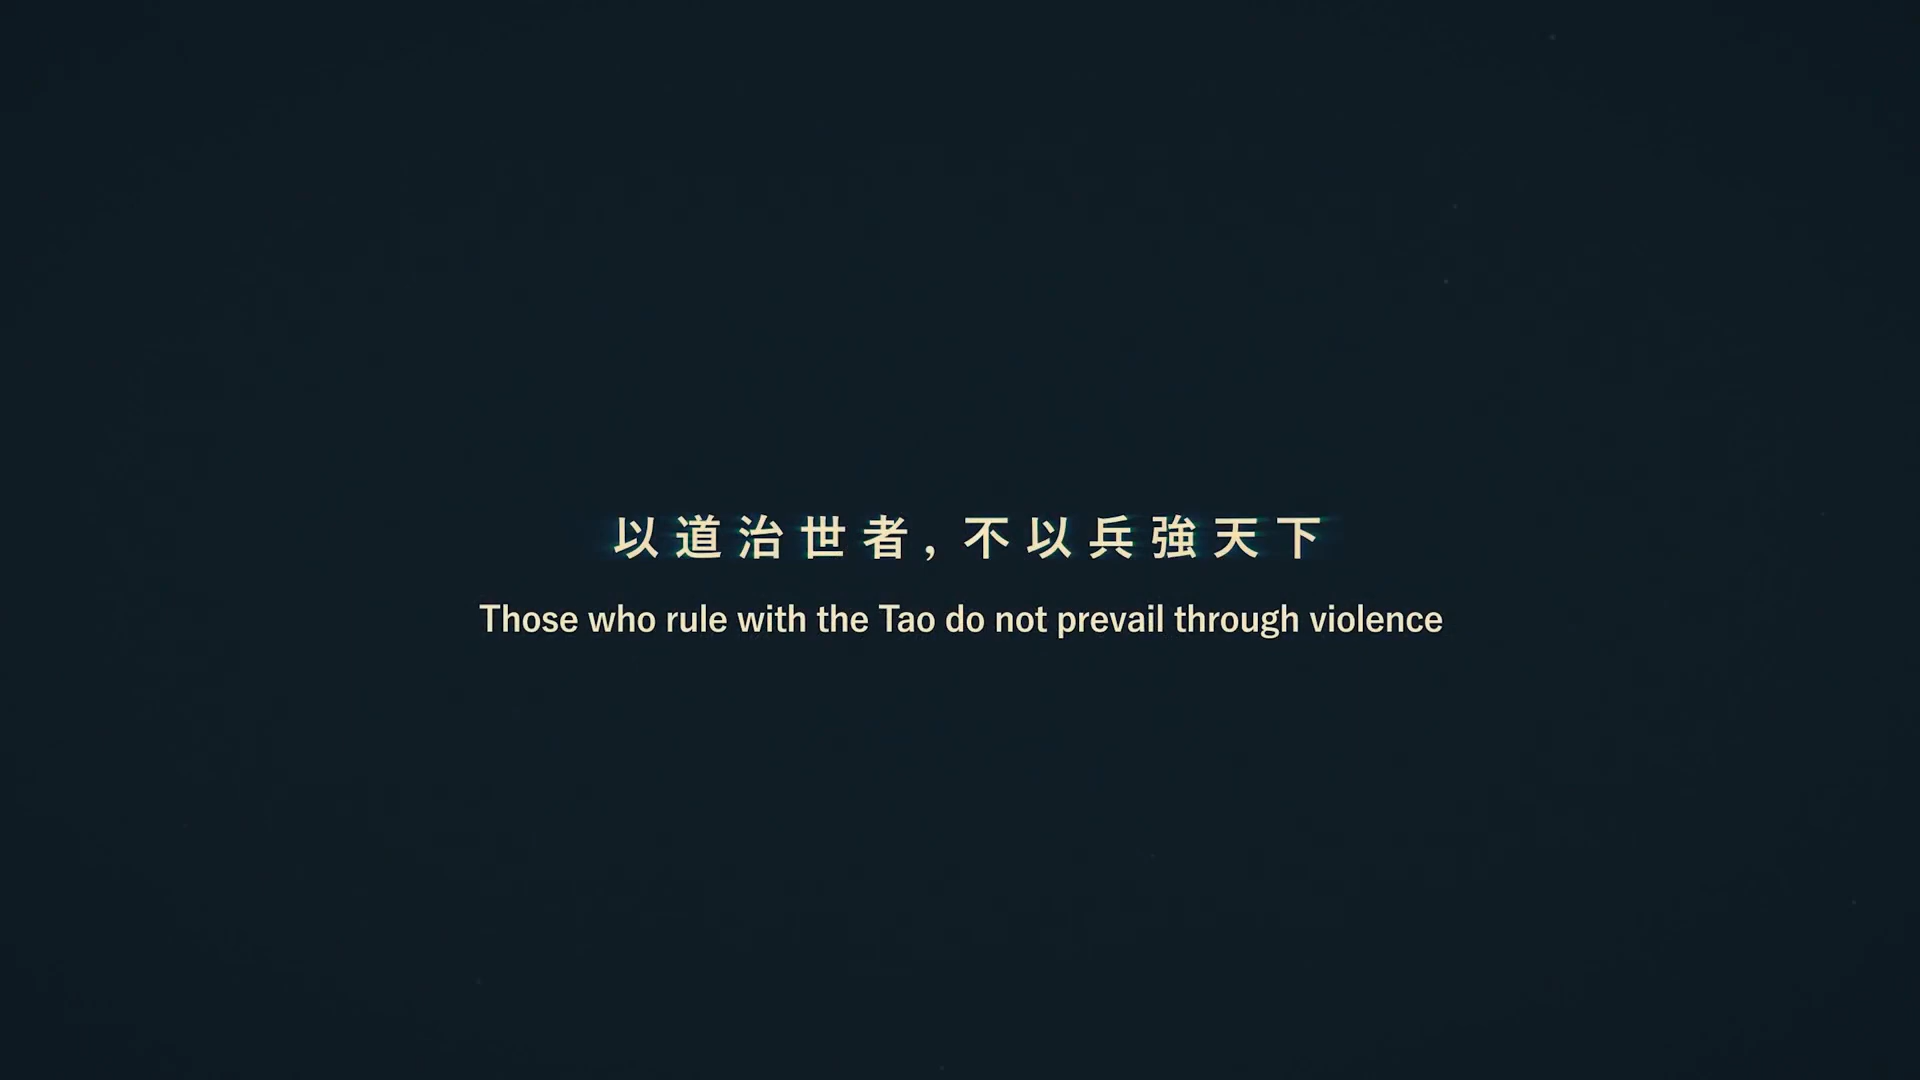 以道治世者，不以兵強天下
Those who rule with the Tao do not prevail through violence